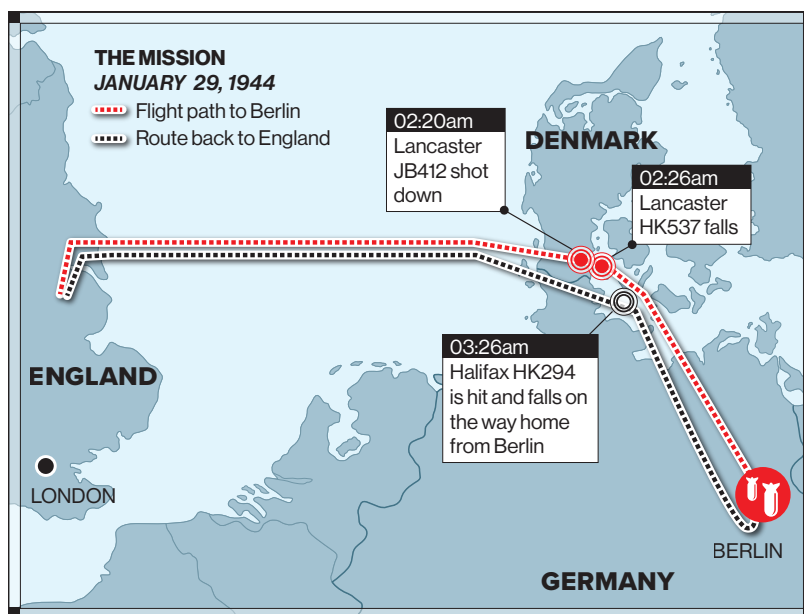 THE MISSION
JANUARY 29, 1944
Flight path to Berlin
Route back to England
02:20am
Lancaster
JB412 shot
down
DENMARK
02:26am
Lancaster
HK537 falls
03:26am
Halifax HK294
is hit and falls on
the way home
from Berlin
ENGLAND
LONDON
BERLIN
GERMANY